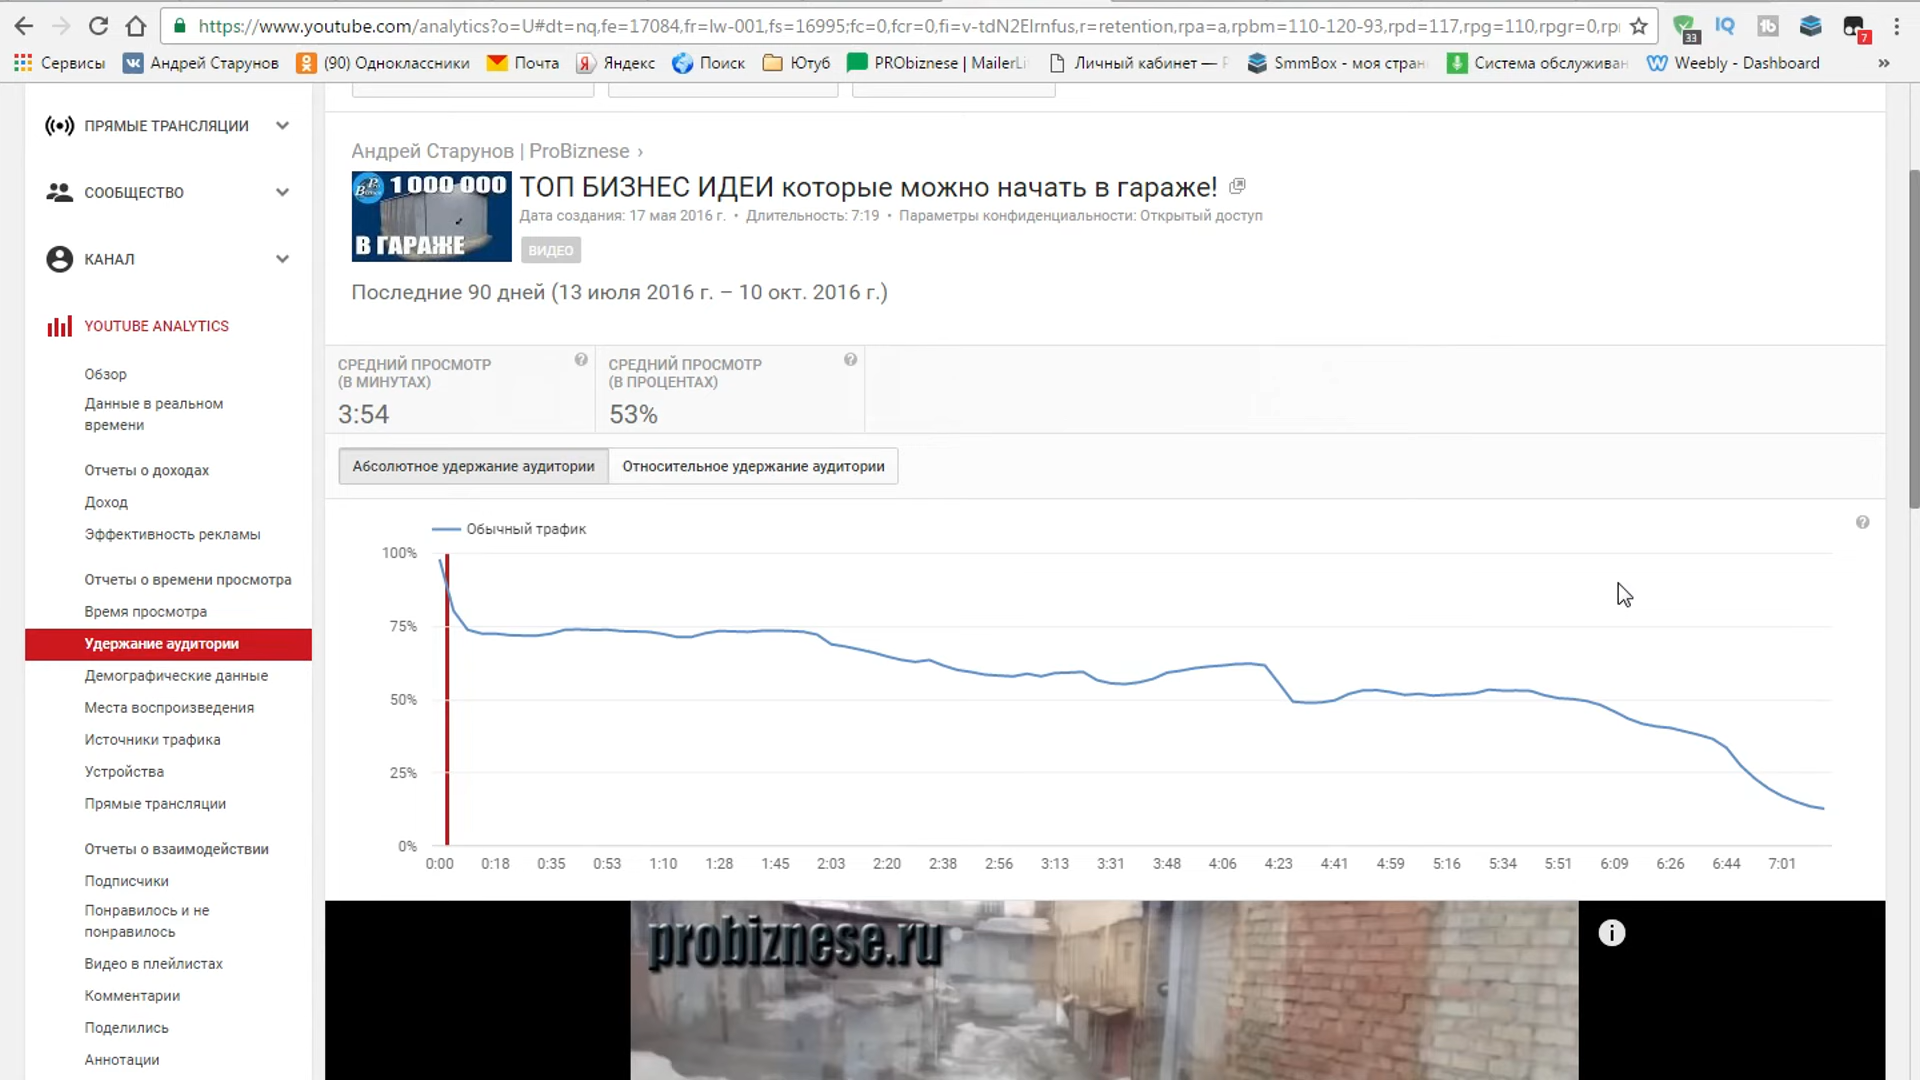 https://www.youtube.com/analytics?o=U#dt=nq,fe=17084,fr=lw-001,fs=16995;fc=0,fcr=0,fi=v-tdN2EIrnfus,r=retention,rpa=a,rpbm=110-120-93,rpd=117,rpg=110,rpgr=0,rp
33
IQ
tb
7
Сервисы
Андрей Старунов
(90) Одноклассники
Почта
Яндекс
Поиск
Ютуб
PRObiznese | MailerLi
Личный кабинет —
SmmBox - моя стран
Система обслуживан
Weebly - Dashboard
»
ПРЯМЫЕ ТРАНСЛЯЦИИ
СООБЩЕСТВО
КАНАЛ
YOUTUBE ANALYTICS
Обзор
Данные в реальном
времени
Отчеты о доходах
Доход
Эффективность рекламы
Отчеты о времени просмотра
Время просмотра
Удержание аудитории
Демографические данные
Места воспроизведения
Источники трафика
Устройства
Прямые трансляции
Отчеты о взаимодействии
Подписчики
Понравилось и не
понравилось
Видео в плейлистах
Комментарии
Поделились
Аннотации
Андрей Старунов | ProBiznese ›
1 000 000
В ГАРАЖЕ
ТОП БИЗНЕС ИДЕИ которые можно начать в гараже!
Дата создания: 17 мая 2016 г. • Длительность: 7:19 • Параметры конфиденциальности: Открытый доступ
ВИДЕО
Последние 90 дней (13 июля 2016 г. – 10 окт. 2016 г.)
СРЕДНИЙ ПРОСМОТР
(В МИНУТАХ)
3:54
СРЕДНИЙ ПРОСМОТР
(В ПРОЦЕНТАХ)
53%
Абсолютное удержание аудитории
Относительное удержание аудитории
Обычный трафик
100%
75%
50%
25%
0%
0:00 0:18 0:35 0:53 1:10 1:28 1:45 2:03 2:20 2:38 2:56 3:13 3:31 3:48 4:06 4:23 4:41 4:59 5:16 5:34 5:51 6:09 6:26 6:44 7:01
probiznese.ru